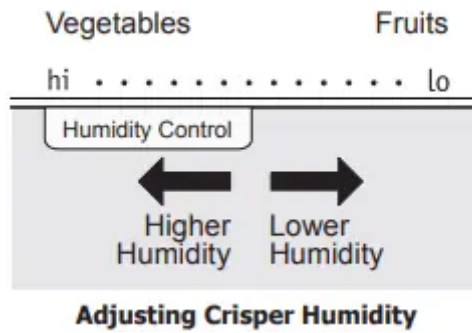 Vegetables Fruits
hi . . . . . . . . . . . . . . lo
Humidity Control
Higher Lower
Humidity Humidity
Adjusting Crisper Humidity